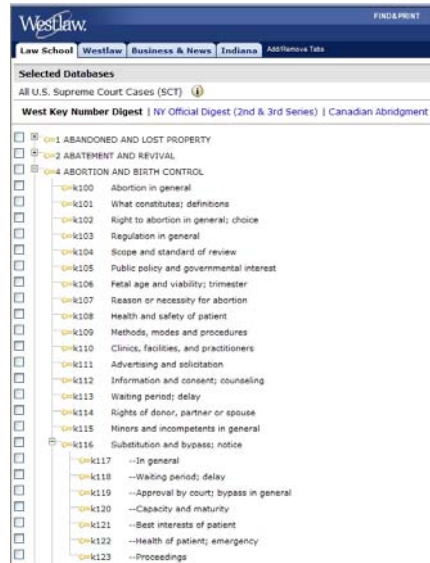 Westlaw.
FIND&PRINT
Law School Westlaw Business & News Indiana Add/Remove Tabs
Selected Databases
All U.S. Supreme Court Cases (SCT)
West Key Number Digest | NY Official Digest (2nd & 3rd Series) | Canadian Abridgment
1 ABANDONED AND LOST PROPERTY
2 ABATEMENT AND REVIVAL
4 ABORTION AND BIRTH CONTROL
k100 Abortion in general
k101 What constitutes; definitions
k102 Right to abortion in general; choice
k103 Regulation in general
k104 Scope and standard of review
k105 Public policy and governmental interest
k106 Fetal age and viability; trimester
k107 Reason or necessity for abortion
k108 Health and safety of patient
k109 Methods, modes and procedures
k110 Clinics, facilities, and practitioners
k111 Advertising and solicitation
k112 Information and consent; counseling
k113 Waiting period; delay
k114 Rights of donor, partner or spouse
k115 Minors and incompetents in general
k116 Substitution and bypass; notice
k117 --In general
k118 --Waiting period; delay
k119 --Approval by court; bypass in general
k120 --Capacity and maturity
k121 --Best interests of patient
k122 --Health of patient; emergency
k123 --Proceedings